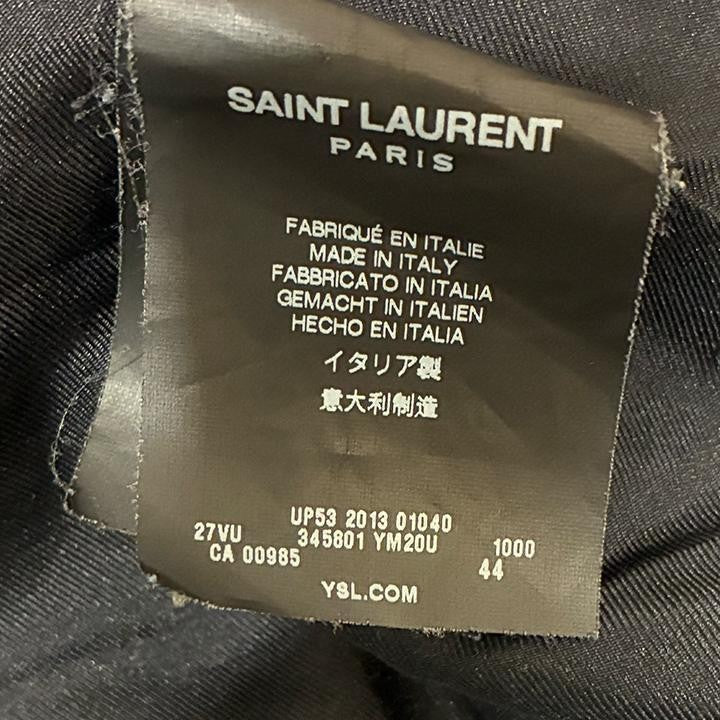 SAINT LAURENT
PARIS
FABRIQUÉ EN ITALIE
MADE IN ITALY
FABBRICATO IN ITALIA
GEMACHT IN ITALIEN
HECHO EN ITALIA
イタリア製
意大利制造
UP53 2013 01040
27VU 345801 YM20U 1000
CA 00985 44
YSL.COM